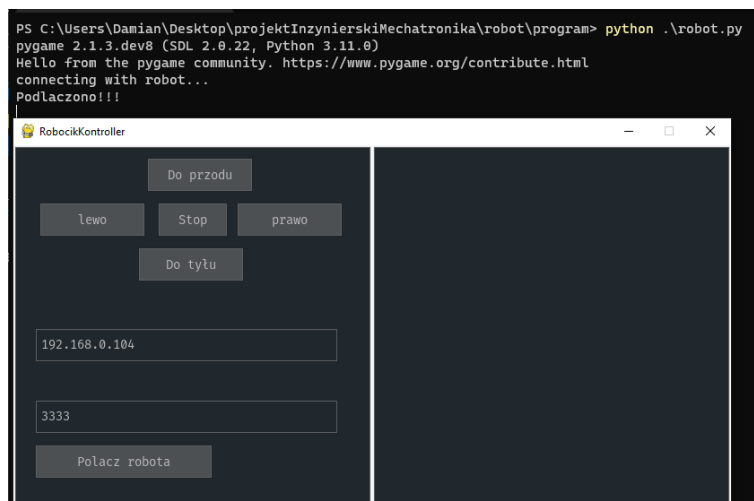 PS C:\Users\Damian\Desktop\projektInzynierskiMechatronika\robot\program> python .\robot.py
pygame 2.1.3.dev8 (SDL 2.0.22, Python 3.11.0)
Hello from the pygame community. https://www.pygame.org/contribute.html
connecting with robot...
Podlaczono!!!
RobocikKontroller
Do przodu
lewo Stop prawo
Do tyłu
192.168.0.104
3333
Polacz robota